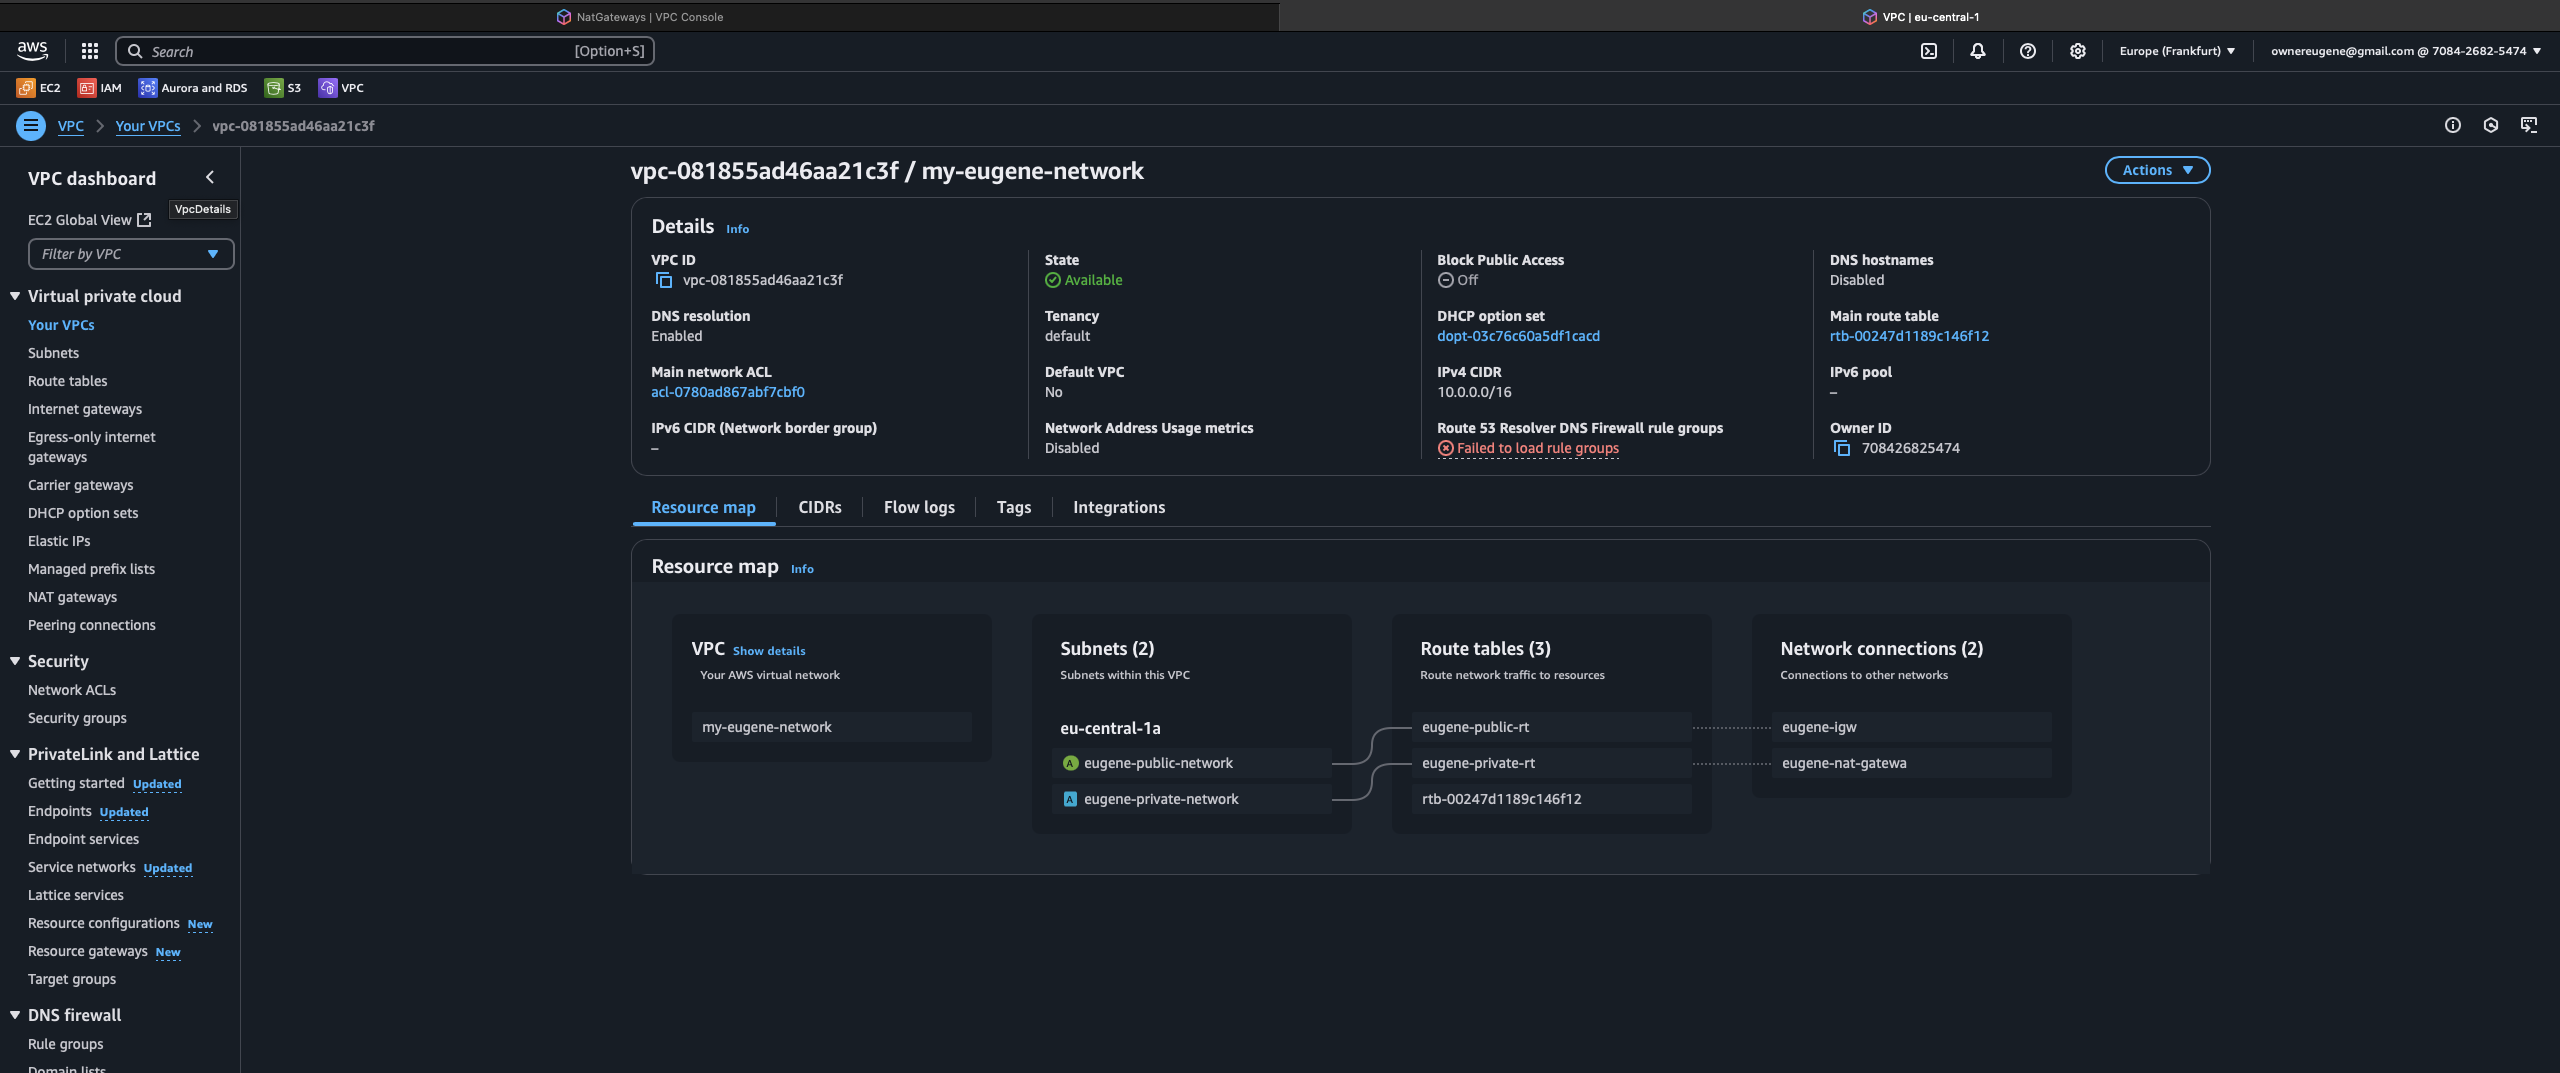 NatGateways | VPC Console
VPC | eu-central-1
aws
Search
[Option+S]
Europe (Frankfurt)
ownereugene@gmail.com @ 7084-2682-5474
EC2
IAM
Aurora and RDS
S3
VPC
VPC
Your VPCs
vpc-081855ad46aa21c3f
VPC dashboard
VpcDetails
EC2 Global View
Filter by VPC
Virtual private cloud
Your VPCs
Subnets
Route tables
Internet gateways
Egress-only internet
gateways
Carrier gateways
DHCP option sets
Elastic IPs
Managed prefix lists
NAT gateways
Peering connections
Security
Network ACLs
Security groups
PrivateLink and Lattice
Getting started Updated
Endpoints Updated
Endpoint services
Service networks Updated
Lattice services
Resource configurations New
Resource gateways New
Target groups
DNS firewall
Rule groups
Domain lists
vpc-081855ad46aa21c3f / my-eugene-network
Actions
Details Info
VPC ID
vpc-081855ad46aa21c3f
State
Available
Block Public Access
Off
DNS hostnames
Disabled
DNS resolution
Enabled
Tenancy
default
DHCP option set
dopt-03c76c60a5df1cacd
Main route table
rtb-00247d1189c146f12
Main network ACL
acl-0780ad867abf7cbf0
Default VPC
No
IPv4 CIDR
10.0.0.0/16
IPv6 pool
–
IPv6 CIDR (Network border group)
–
Network Address Usage metrics
Disabled
Route 53 Resolver DNS Firewall rule groups
Failed to load rule groups
Owner ID
708426825474
Resource map
CIDRs
Flow logs
Tags
Integrations
Resource map Info
VPC Show details
Your AWS virtual network
my-eugene-network
Subnets (2)
Subnets within this VPC
eu-central-1a
A eugene-public-network
A eugene-private-network
Route tables (3)
Route network traffic to resources
eugene-public-rt
eugene-private-rt
rtb-00247d1189c146f12
Network connections (2)
Connections to other networks
eugene-igw
eugene-nat-gatewa